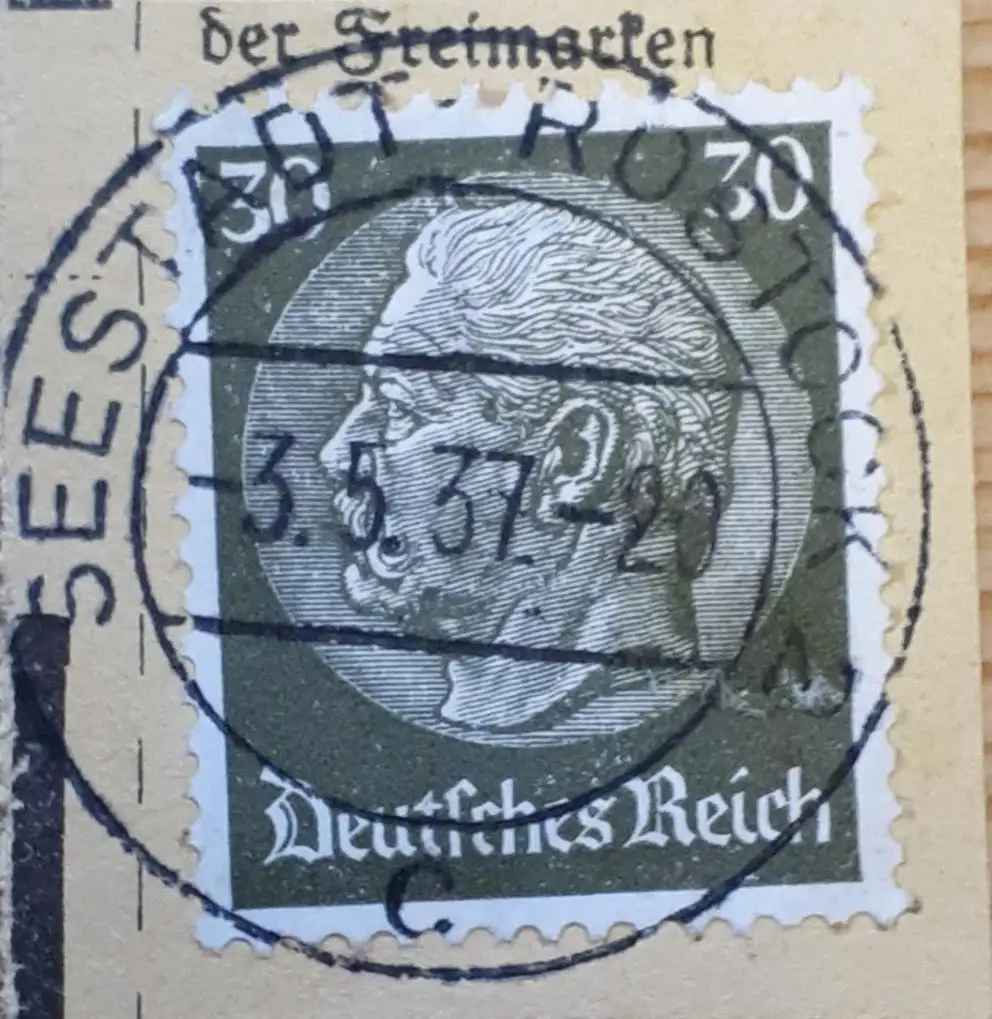 der Freimarken
SEESTADT ROSTOCK
30 30
-3.5.37.-20
Deutsches Reich
c.